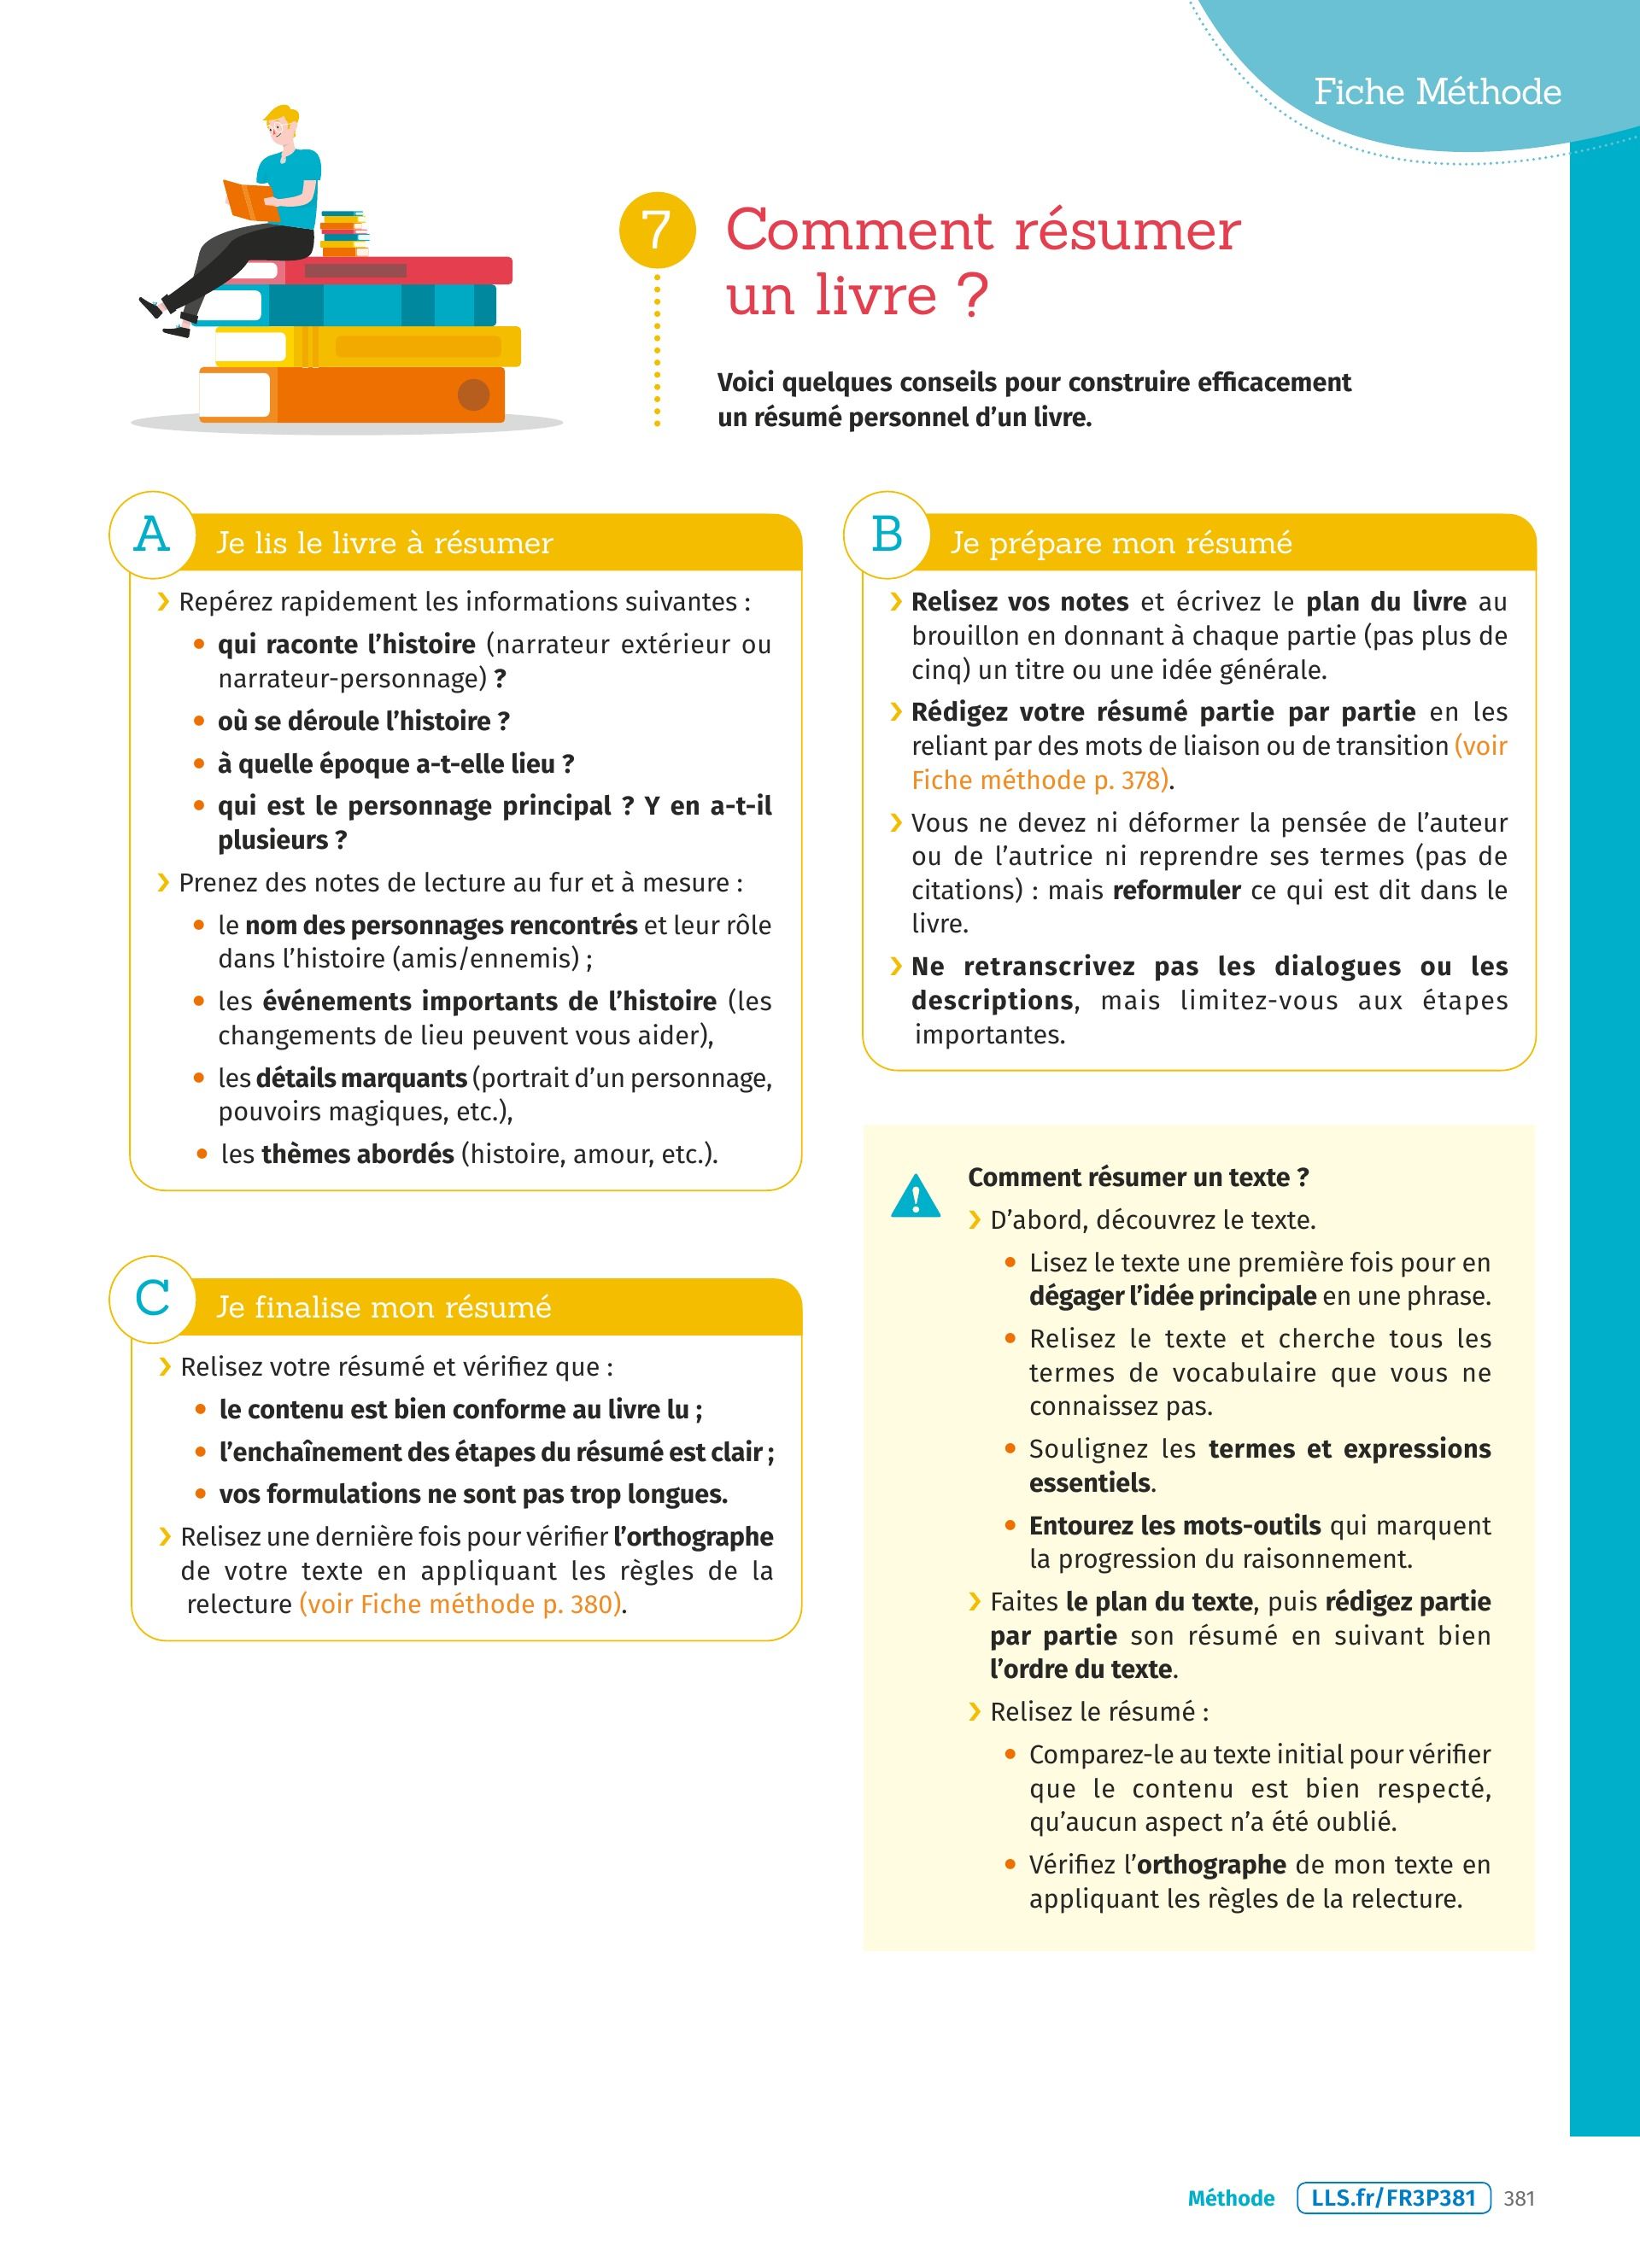 Fiche Méthode
7
Comment résumer
un livre ?
Voici quelques conseils pour construire efficacement
un résumé personnel d'un livre.
A
Je lis le livre à résumer
› Repérez rapidement les informations suivantes :
• qui raconte l'histoire (narrateur extérieur ou
narrateur-personnage) ?
• où se déroule l'histoire ?
• à quelle époque a-t-elle lieu ?
• qui est le personnage principal ? Y en a-t-il
plusieurs ?
› Prenez des notes de lecture au fur et à mesure :
• le nom des personnages rencontrés et leur rôle
dans l'histoire (amis/ennemis) ;
• les événements importants de l'histoire (les
changements de lieu peuvent vous aider),
• les détails marquants (portrait d'un personnage,
pouvoirs magiques, etc.),
• les thèmes abordés (histoire, amour, etc.).
B
Je prépare mon résumé
› Relisez vos notes et écrivez le plan du livre au
brouillon en donnant à chaque partie (pas plus de
cinq) un titre ou une idée générale.
› Rédigez votre résumé partie par partie en les
reliant par des mots de liaison ou de transition (voir
Fiche méthode p. 378).
› Vous ne devez ni déformer la pensée de l'auteur
ou de l'autrice ni reprendre ses termes (pas de
citations) : mais reformuler ce qui est dit dans le
livre.
› Ne retranscrivez pas les dialogues ou les
descriptions, mais limitez-vous aux étapes
importantes.
C
Je finalise mon résumé
› Relisez votre résumé et vérifiez que :
• le contenu est bien conforme au livre lu ;
• l'enchaînement des étapes du résumé est clair ;
• vos formulations ne sont pas trop longues.
› Relisez une dernière fois pour vérifier l'orthographe
de votre texte en appliquant les règles de la
relecture (voir Fiche méthode p. 380).
!
Comment résumer un texte ?
› D'abord, découvrez le texte.
• Lisez le texte une première fois pour en
dégager l'idée principale en une phrase.
• Relisez le texte et cherche tous les
termes de vocabulaire que vous ne
connaissez pas.
• Soulignez les termes et expressions
essentiels.
• Entourez les mots-outils qui marquent
la progression du raisonnement.
› Faites le plan du texte, puis rédigez partie
par partie son résumé en suivant bien
l'ordre du texte.
› Relisez le résumé :
• Comparez-le au texte initial pour vérifier
que le contenu est bien respecté,
qu'aucun aspect n'a été oublié.
• Vérifiez l'orthographe de mon texte en
appliquant les règles de la relecture.
Méthode LLS.fr/FR3P381 381